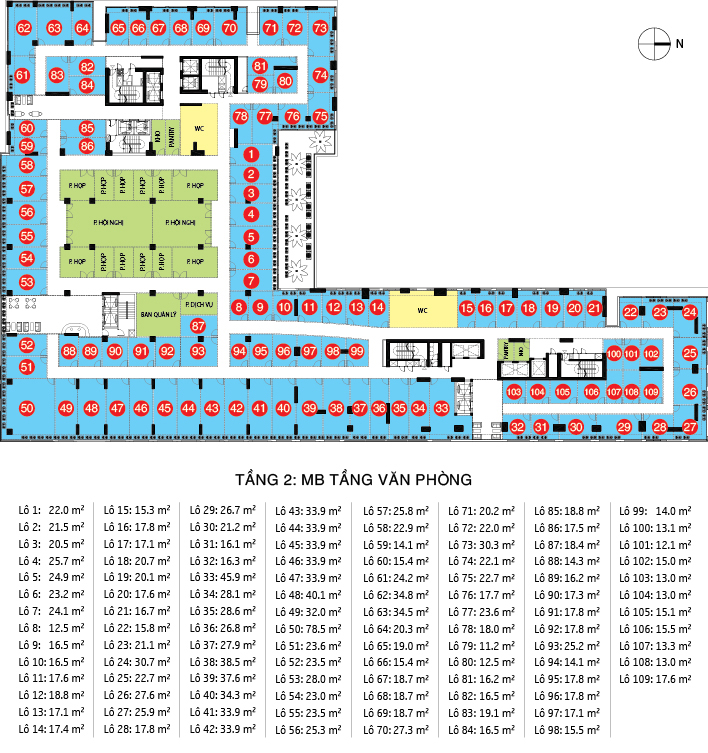 62 63 64 65 66 67 68 69 70 71 72 73
N
61 83 82 84 81 79 80 74
78 77 76 75
60 85 KHO PANTRY WC
59 86
1
58 2
57 P. HỌP P.HỌP P.HỌP P.HỌP P. HỌP 3
56 4
P. HỘI NGHỊ P.HỘI NGHỊ
55 5
54 P. HỌP P.HỌP P.HỌP P.HỌP P. HỌP 6
53 7
BAN QUẢN LÝ P. DỊCH VỤ
8 9 10 11 12 13 14 WC 15 16 17 18 19 20 21 22 23 24
87
52 88 89 90 91 92 93 94 95 96 97 98 99 PANTRY KHO 100 101 102 25
51
103 104 105 106 107 108 109 26
50 49 48 47 46 45 44 43 42 41 40 39 38 37 36 35 34 33
32 31 30 29 28 27
TẦNG 2: MB TẦNG VĂN PHÒNG
Lô 1: 22.0 m²
Lô 2: 21.5 m²
Lô 3: 20.5 m²
Lô 4: 25.7 m²
Lô 5: 24.9 m²
Lô 6: 23.2 m²
Lô 7: 24.1 m²
Lô 8: 12.5 m²
Lô 9: 16.5 m²
Lô 10: 16.5 m²
Lô 11: 17.6 m²
Lô 12: 18.8 m²
Lô 13: 17.1 m²
Lô 14: 17.4 m²
Lô 15: 15.3 m²
Lô 16: 17.8 m²
Lô 17: 17.1 m²
Lô 18: 20.7 m²
Lô 19: 20.1 m²
Lô 20: 17.6 m²
Lô 21: 16.7 m²
Lô 22: 15.8 m²
Lô 23: 21.1 m²
Lô 24: 30.7 m²
Lô 25: 22.7 m²
Lô 26: 27.6 m²
Lô 27: 25.9 m²
Lô 28: 17.8 m²
Lô 29: 26.7 m²
Lô 30: 21.2 m²
Lô 31: 16.1 m²
Lô 32: 16.3 m²
Lô 33: 45.9 m²
Lô 34: 28.1 m²
Lô 35: 28.6 m²
Lô 36: 26.8 m²
Lô 37: 27.9 m²
Lô 38: 38.5 m²
Lô 39: 37.6 m²
Lô 40: 34.3 m²
Lô 41: 33.9 m²
Lô 42: 33.9 m²
Lô 43: 33.9 m²
Lô 44: 33.9 m²
Lô 45: 33.9 m²
Lô 46: 33.9 m²
Lô 47: 33.9 m²
Lô 48: 40.1 m²
Lô 49: 32.0 m²
Lô 50: 78.5 m²
Lô 51: 23.6 m²
Lô 52: 23.5 m²
Lô 53: 28.0 m²
Lô 54: 23.0 m²
Lô 55: 23.5 m²
Lô 56: 25.3 m²
Lô 57: 25.8 m²
Lô 58: 22.9 m²
Lô 59: 14.1 m²
Lô 60: 15.4 m²
Lô 61: 24.2 m²
Lô 62: 34.8 m²
Lô 63: 34.5 m²
Lô 64: 20.3 m²
Lô 65: 19.0 m²
Lô 66: 15.4 m²
Lô 67: 18.7 m²
Lô 68: 18.7 m²
Lô 69: 18.7 m²
Lô 70: 27.3 m²
Lô 71: 20.2 m²
Lô 72: 22.0 m²
Lô 73: 30.3 m²
Lô 74: 22.1 m²
Lô 75: 22.7 m²
Lô 76: 17.7 m²
Lô 77: 23.6 m²
Lô 78: 18.0 m²
Lô 79: 11.2 m²
Lô 80: 12.5 m²
Lô 81: 16.2 m²
Lô 82: 16.5 m²
Lô 83: 19.1 m²
Lô 84: 16.5 m²
Lô 85: 18.8 m²
Lô 86: 17.5 m²
Lô 87: 18.4 m²
Lô 88: 14.3 m²
Lô 89: 16.2 m²
Lô 90: 17.3 m²
Lô 91: 17.8 m²
Lô 92: 17.8 m²
Lô 93: 25.2 m²
Lô 94: 14.1 m²
Lô 95: 17.8 m²
Lô 96: 17.8 m²
Lô 97: 17.1 m²
Lô 98: 15.5 m²
Lô 99: 14.0 m²
Lô 100: 13.1 m²
Lô 101: 12.1 m²
Lô 102: 15.0 m²
Lô 103: 13.0 m²
Lô 104: 13.0 m²
Lô 105: 15.1 m²
Lô 106: 15.5 m²
Lô 107: 13.3 m²
Lô 108: 13.0 m²
Lô 109: 17.6 m²